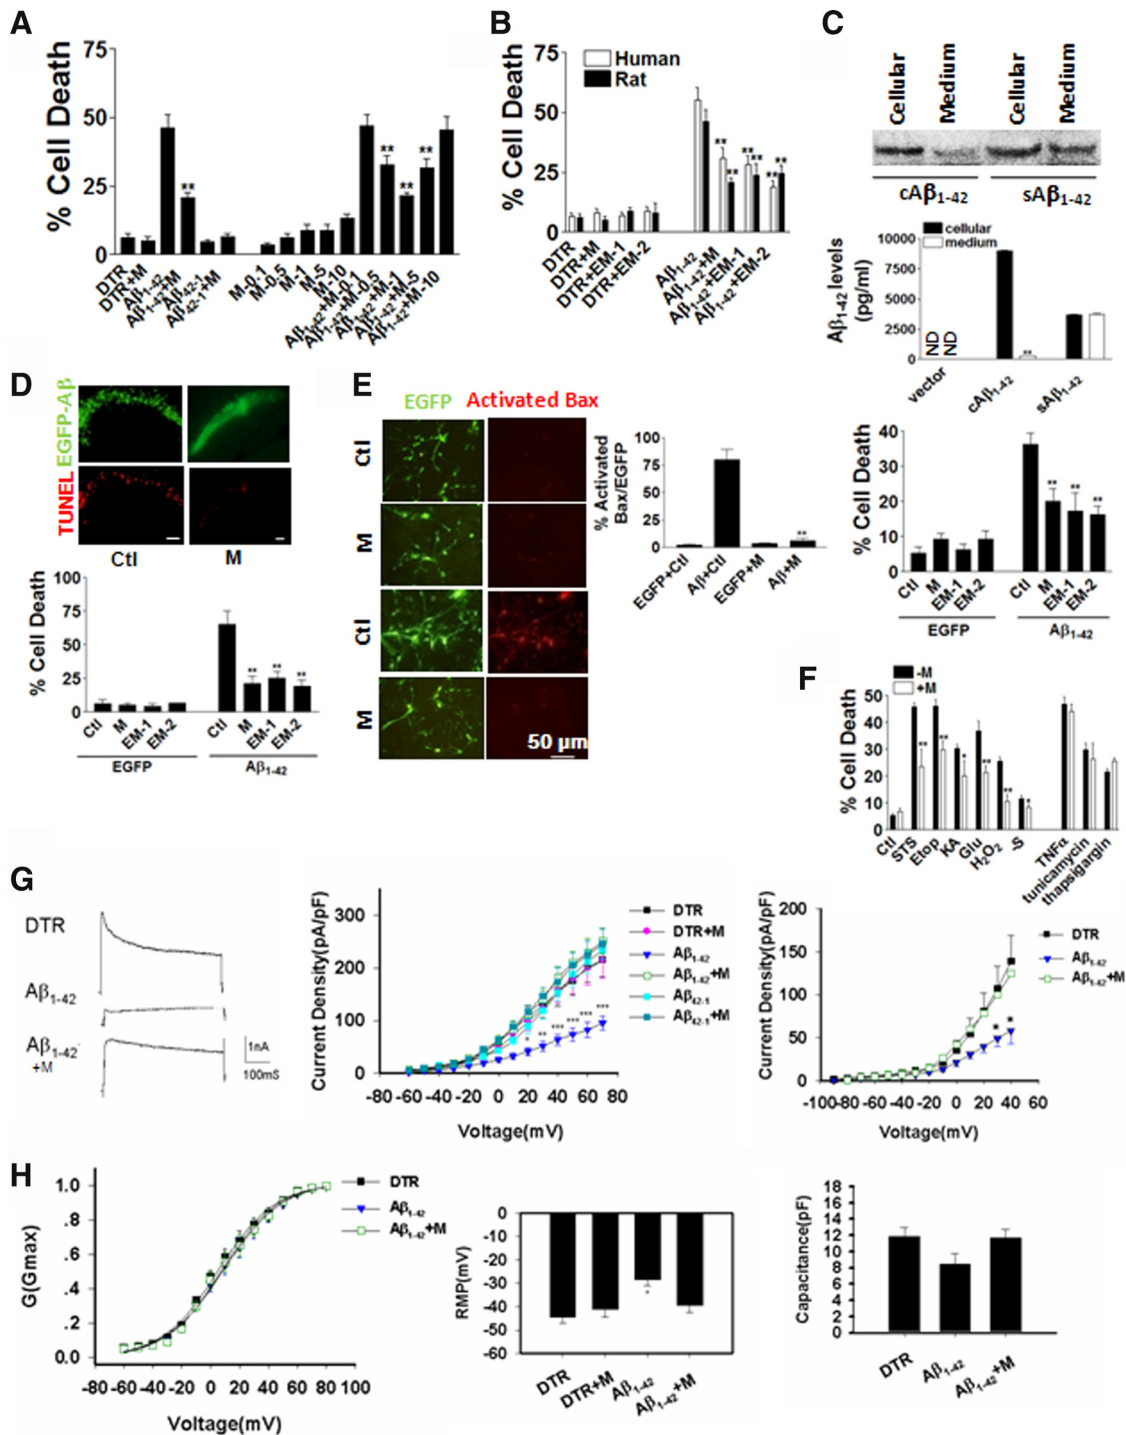 A
% Cell Death
75
50
25
0
**
**
**
**
DTR
DTR+M
Aβ1-42
Aβ1-42+M
Aβ42-1
Aβ42-1+M
M-0-1
M-0.5
M-1
M-5
M-10
Aβ1-42+M-0-1
Aβ1-42+M-0.5
Aβ1-42+M-1
Aβ1-42+M-5
Aβ1-42+M-10
B
% Cell Death
75
50
25
0
Human
Rat
**
**
**
**
**
**
DTR
DTR+M
DTR+EM-1
DTR+EM-2
Aβ1-42
Aβ1-42+M
Aβ1-42+EM-1
Aβ1-42+EM-2
C
Cellular
Medium
Cellular
Medium
cAβ1-42
sAβ1-42
cellular
medium
Aβ1-42 levels
(pg/ml)
10000
7500
5000
2500
0
ND
ND
**
vector
cAβ1-42
sAβ1-42
% Cell Death
40
30
20
10
0
**
**
**
Ctl
M
EM-1
EM-2
Ctl
M
EM-1
EM-2
EGFP
Aβ1-42
D
EGFP-Aβ
TUNEL
Ctl
M
% Cell Death
100
75
50
25
0
**
**
**
Ctl
M
EM-1
EM-2
Ctl
M
EM-1
EM-2
EGFP
Aβ1-42
E
EGFP
Activated Bax
Ctl
M
Ctl
M
50 µm
% Activated
Bax/EGFP
100
75
50
25
0
**
EGFP+Ctl
Aβ+Ctl
EGFP+M
Aβ+M
F
-M
+M
% Cell Death
50
40
30
20
10
0
**
**
*
**
**
*
Ctl
STS
Etop
KA
Glu
H2O2
-S
TNFα
tunicamycin
thapsigargin
G
DTR
Aβ1-42
Aβ1-42
+M
1nA
100mS
Current Density(pA/pF)
300
200
100
0
-80 -60 -40 -20 0 20 40 60 80
Voltage(mV)
* ** *** *** *** ***
DTR
DTR+M
Aβ1-42
Aβ1-42+M
Aβ42-1
Aβ42-1+M
Current Density(pA/pF)
200
150
100
50
0
-100 -80 -60 -40 -20 0 20 40 60
Voltage(mV)
* *
DTR
Aβ1-42
Aβ1-42+M
H
G(Gmax)
1.0
.8
.6
.4
.2
0.0
-80 -60 -40 -20 0 20 40 60 80 100
Voltage(mV)
DTR
Aβ1-42
Aβ1-42+M
RMP(mV)
0
-10
-20
-30
-40
-50
-60
*
DTR
DTR+M
Aβ1-42
Aβ1-42+M
Capacitance(pF)
18
16
14
12
10
8
6
4
2
0
DTR
Aβ1-42
Aβ1-42+M